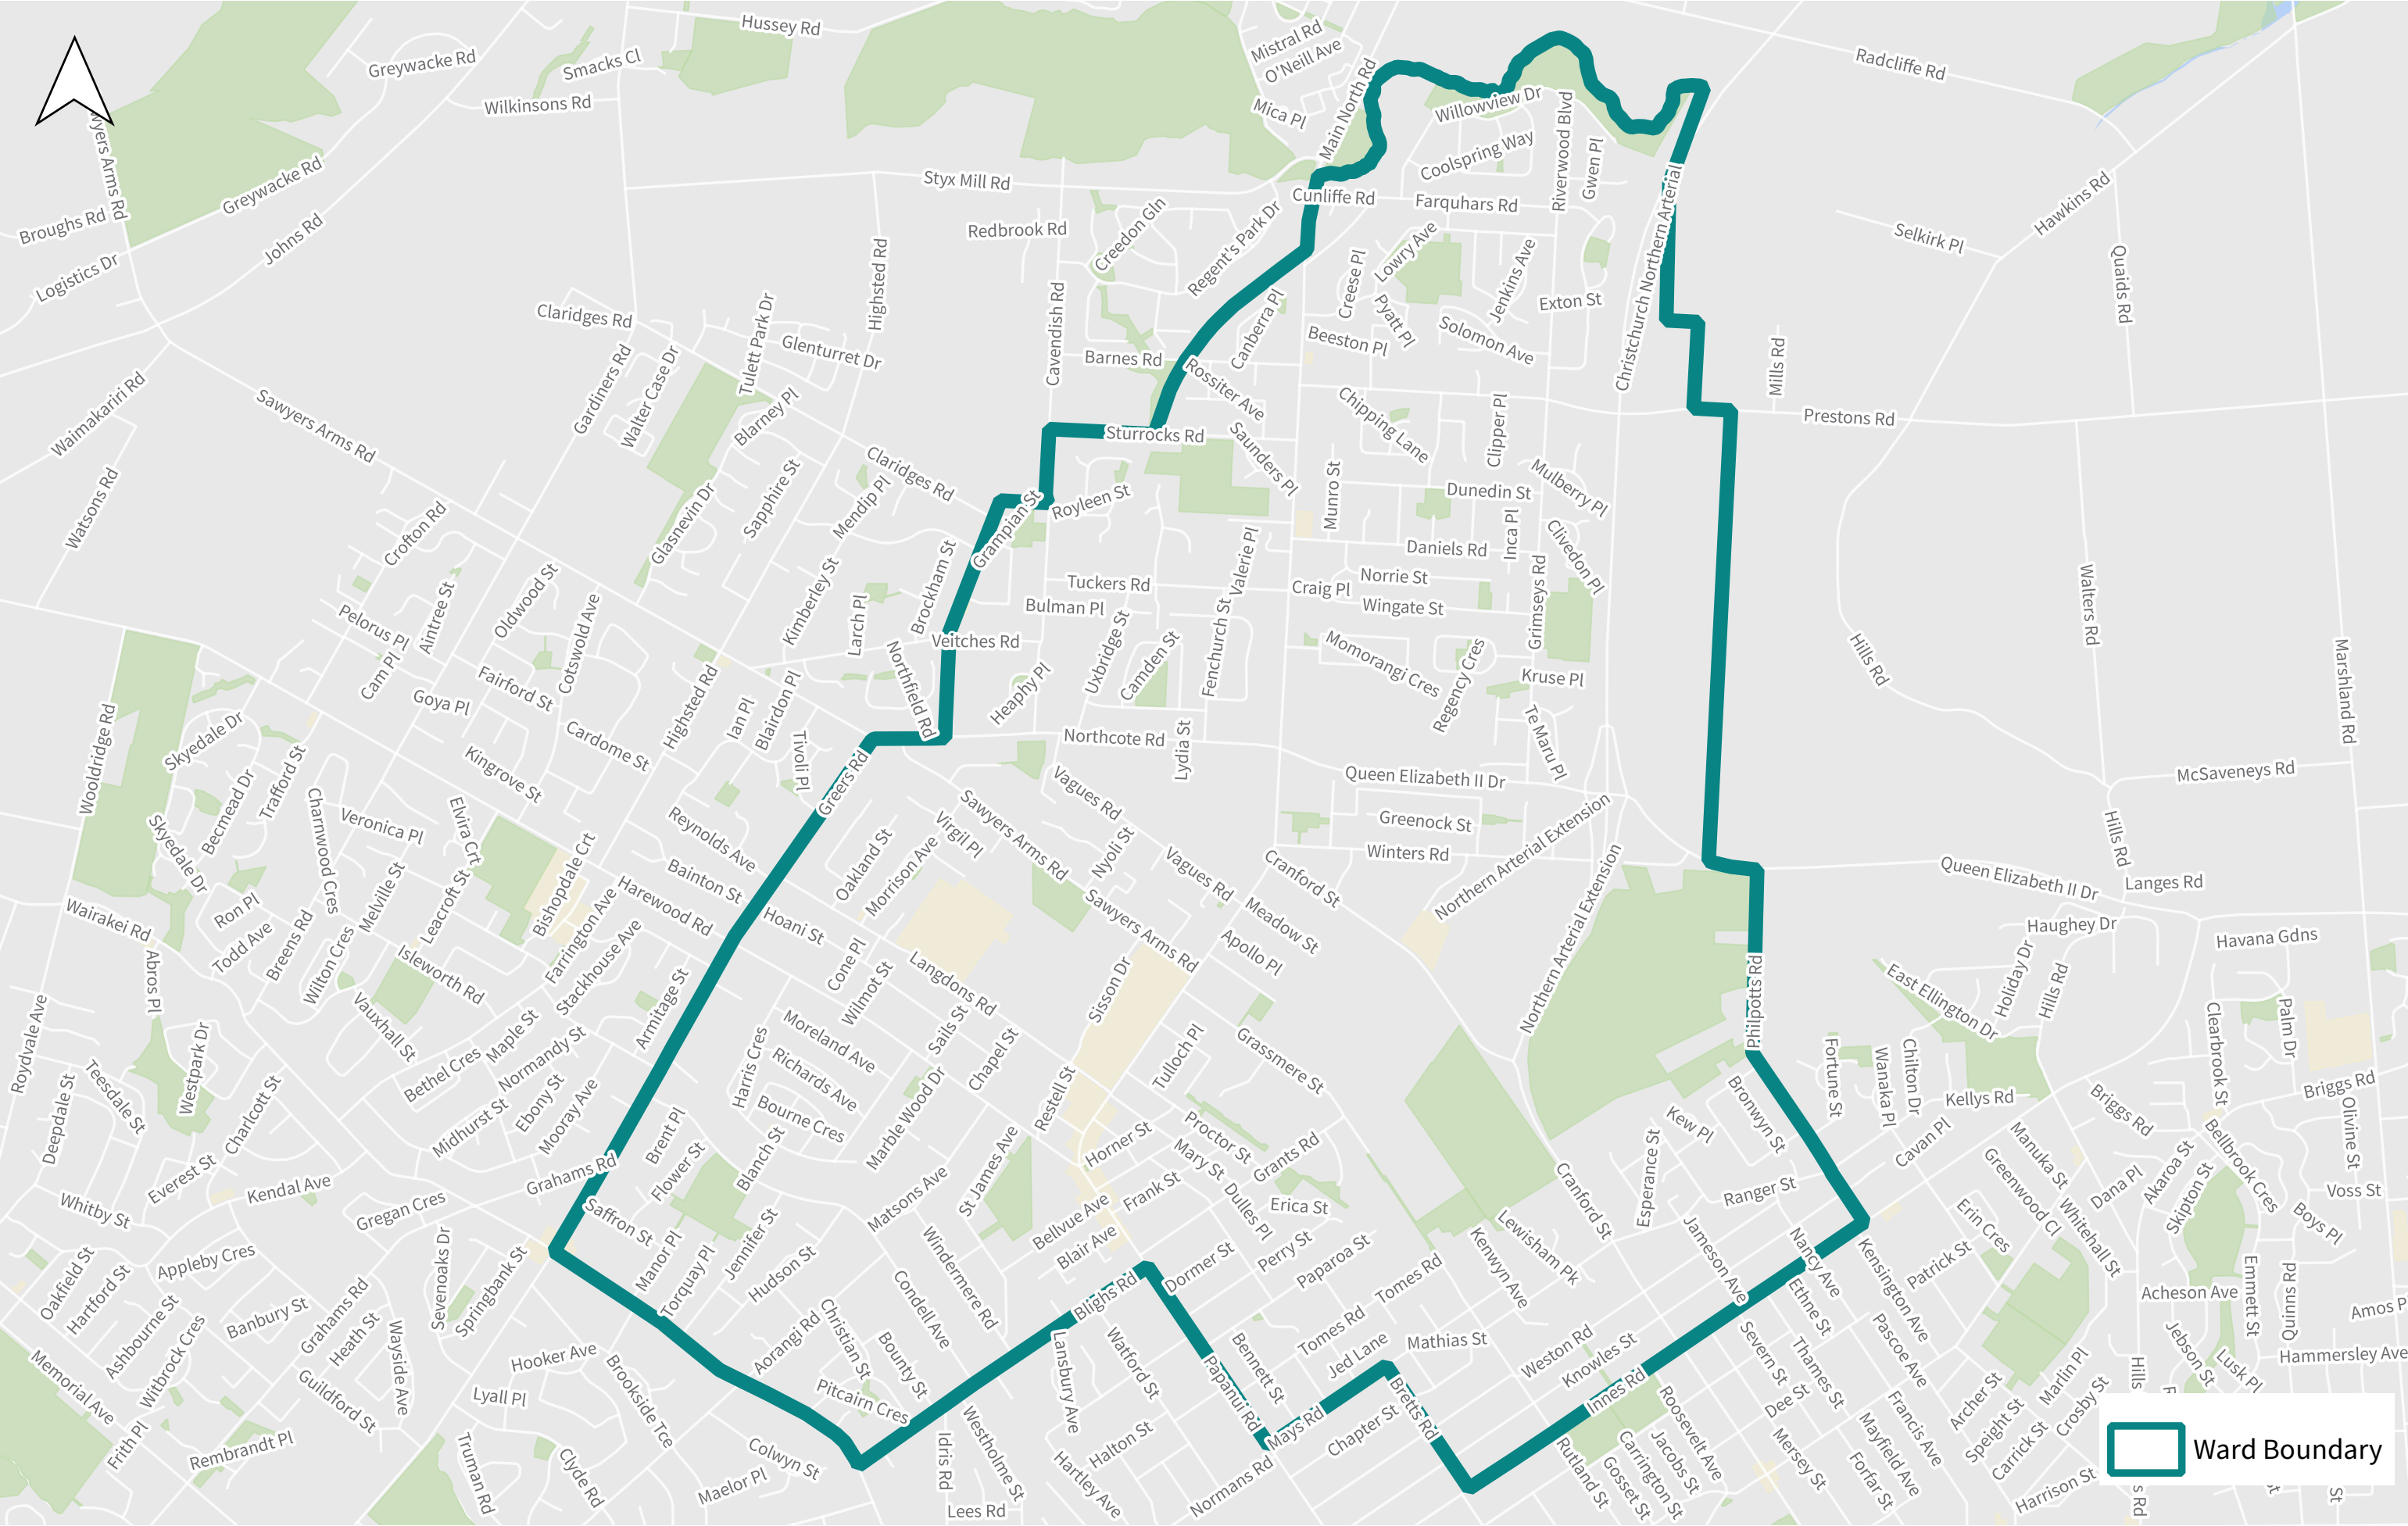 Hussey Rd
Mistral Rd
O'Neill Ave
Greywacke Rd
Smacks Cl
Radcliffe Rd
Wilkinsons Rd
Mica Pl
Main North Rd
Willowview Dr
Riverwood Blvd
Coolspring Way
Gwen Pl
Greywacke Rd
Styx Mill Rd
Cunliffe Rd
Farquhars Rd
Hawkins Rd
Broughs Rd
Johns Rd
Redbrook Rd
Creedon Gln
Regent's Park Dr
Lowry Ave
Christchurch Northern Arterial
Selkirk Pl
Logistics Dr
Highsted Rd
Creese Pl
Jenkins Ave
Quaids Rd
Claridges Rd
Cavendish Rd
Exton St
Tulett Park Dr
Glenturret Dr
Canberra Pl
Pyatt Pl
Beeston Pl
Solomon Ave
Barnes Rd
Mills Rd
Gardiners Rd
Walter Case Dr
Rossiter Ave
Waimakariri Rd
Sawyers Arms Rd
Blarney Pl
Chipping Lane
Clipper Pl
Prestons Rd
Sturrocks Rd
Saunders Pl
Claridges Rd
Watsons Rd
Sapphire St
Mendip Pl
Grampian St
Royleen St
Munro St
Dunedin St
Mulberry Pl
Glasnevin Dr
Crofton Rd
Inca Pl
Daniels Rd
Clivedon Pl
Valerie Pl
Brockham St
Kimberley St
Tuckers Rd
Norrie St
Craig Pl
Wingate St
Grimseys Rd
Walters Rd
Oldwood St
Aintree St
Pelorus Pl
Cotswold Ave
Larch Pl
Bulman Pl
Veitches Rd
Uxbridge St
Camden St
Fenchurch St
Momorangi Cres
Regency Cres
Hills Rd
Marshland Rd
Cam Pl
Fairford St
Goya Pl
Highsted Rd
Ian Pl
Blairdon Pl
Northfield Rd
Heaphy Pl
Kruse Pl
Wooldridge Rd
Skyedale Dr
Cardome St
Tivoli Pl
Northcote Rd
Lydia St
Te Maru Pl
Trafford St
Kingrove St
Greers Rd
Vagues Rd
Queen Elizabeth II Dr
McSaveneys Rd
Becmead Dr
Charnwood Cres
Veronica Pl
Elvira Crt
Reynolds Ave
Virgil Pl
Sawyers Arms Rd
Nyoli St
Greenock St
Winters Rd
Northern Arterial Extension
Hills Rd
Skyedale Dr
Bainton St
Oakland St
Morrison Ave
Vagues Rd
Cranford St
Queen Elizabeth II Dr
Langes Rd
Bishopdale Crt
Harewood Rd
Melville St
Leacroft St
Ron Pl
Wairakei Rd
Farrington Ave
Hoani St
Sawyers Arms Rd
Meadow St
Haughey Dr
Havana Gdns
Todd Ave
Breens Rd
Wilton Cres
Isleworth Rd
Stackhouse Ave
Cone Pl
Wilmot St
Langdons Rd
Apollo Pl
Northern Arterial Extension
Philpotts Rd
East Ellington Dr
Holiday Dr
Hills Rd
Abros Pl
Armitage St
Sisson Dr
Vauxhall St
Maple St
Sails St
Palm Dr
Clearbrook St
Roydvale Ave
Westpark Dr
Normandy St
Bethel Cres
Moreland Ave
Chapel St
Harris Cres
Richards Ave
Tulloch Pl
Grassmere St
Fortune St
Wanaka Pl
Chilton Dr
Kellys Rd
Briggs Rd
Briggs Rd
Teesdale St
Deepdale St
Charlcott St
Midhurst St
Ebony St
Mooray Ave
Brent Pl
Bourne Cres
Marble Wood Dr
Restell St
Horner St
Proctor St
Bronwyn St
Kew Pl
Cavan Pl
Olivine St
Manuka St
Bellbrook Cres
Everest St
Kendal Ave
Grahams Rd
Flower St
Blanch St
St James Ave
Matsons Ave
Mary St
Grants Rd
Frank St
Cranford St
Esperance St
Ranger St
Greenwood Cl
Akaroa St
Dana Pl
Skipton St
Voss St
Whitby St
Gregan Cres
Saffron St
Bellvue Ave
Dulles Pl
Erica St
Boys Pl
Whitehall St
Erin Cres
Blair Ave
Lewisham Pk
Jameson Ave
Nancy Ave
Kensington Ave
Patrick St
Sevenoaks Dr
Springbank St
Appleby Cres
Oakfield St
Hartford St
Manor Pl
Torquay Pl
Jennifer St
Hudson St
Windermere Rd
Condell Ave
Blighs Rd
Dormer St
Perry St
Paparoa St
Tomes Rd
Kenwyn Ave
Ethne St
Acheson Ave
Emmett St
Quinns Rd
Amos P
Ashbourne St
Witbrock Cres
Banbury St
Grahams Rd
Heath St
Wayside Ave
Hooker Ave
Brookside Tce
Aorangi Rd
Christian St
Bounty St
Pitcairn Cres
Lansbury Ave
Watford St
Bennett St
Papanui Rd
Tomes Rd
Jed Lane
Mathias St
Weston Rd
Knowles St
Innes Rd
Severn St
Thames St
Pascoe Ave
Jebson St
Lusk Pl
Hammersley Ave
Memorial Ave
Guildford St
Lyall Pl
Mays Rd
Chapter St
Bretts Rd
Dee St
Roosevelt Ave
Francis Ave
Archer St
Marlin Pl
Hills
Speight St
Crosby St
Frith Pl
Rembrandt Pl
Truman Rd
Clyde Rd
Colwyn St
Maelor Pl
Idris Rd
Westholme St
Halton St
Hartley Ave
Normans Rd
Lees Rd
Rutland St
Gosset St
Carrington St
Jacobs St
Mersey St
Forfar St
Mayfield Ave
Carrick St
Harrison St
Ward Boundary